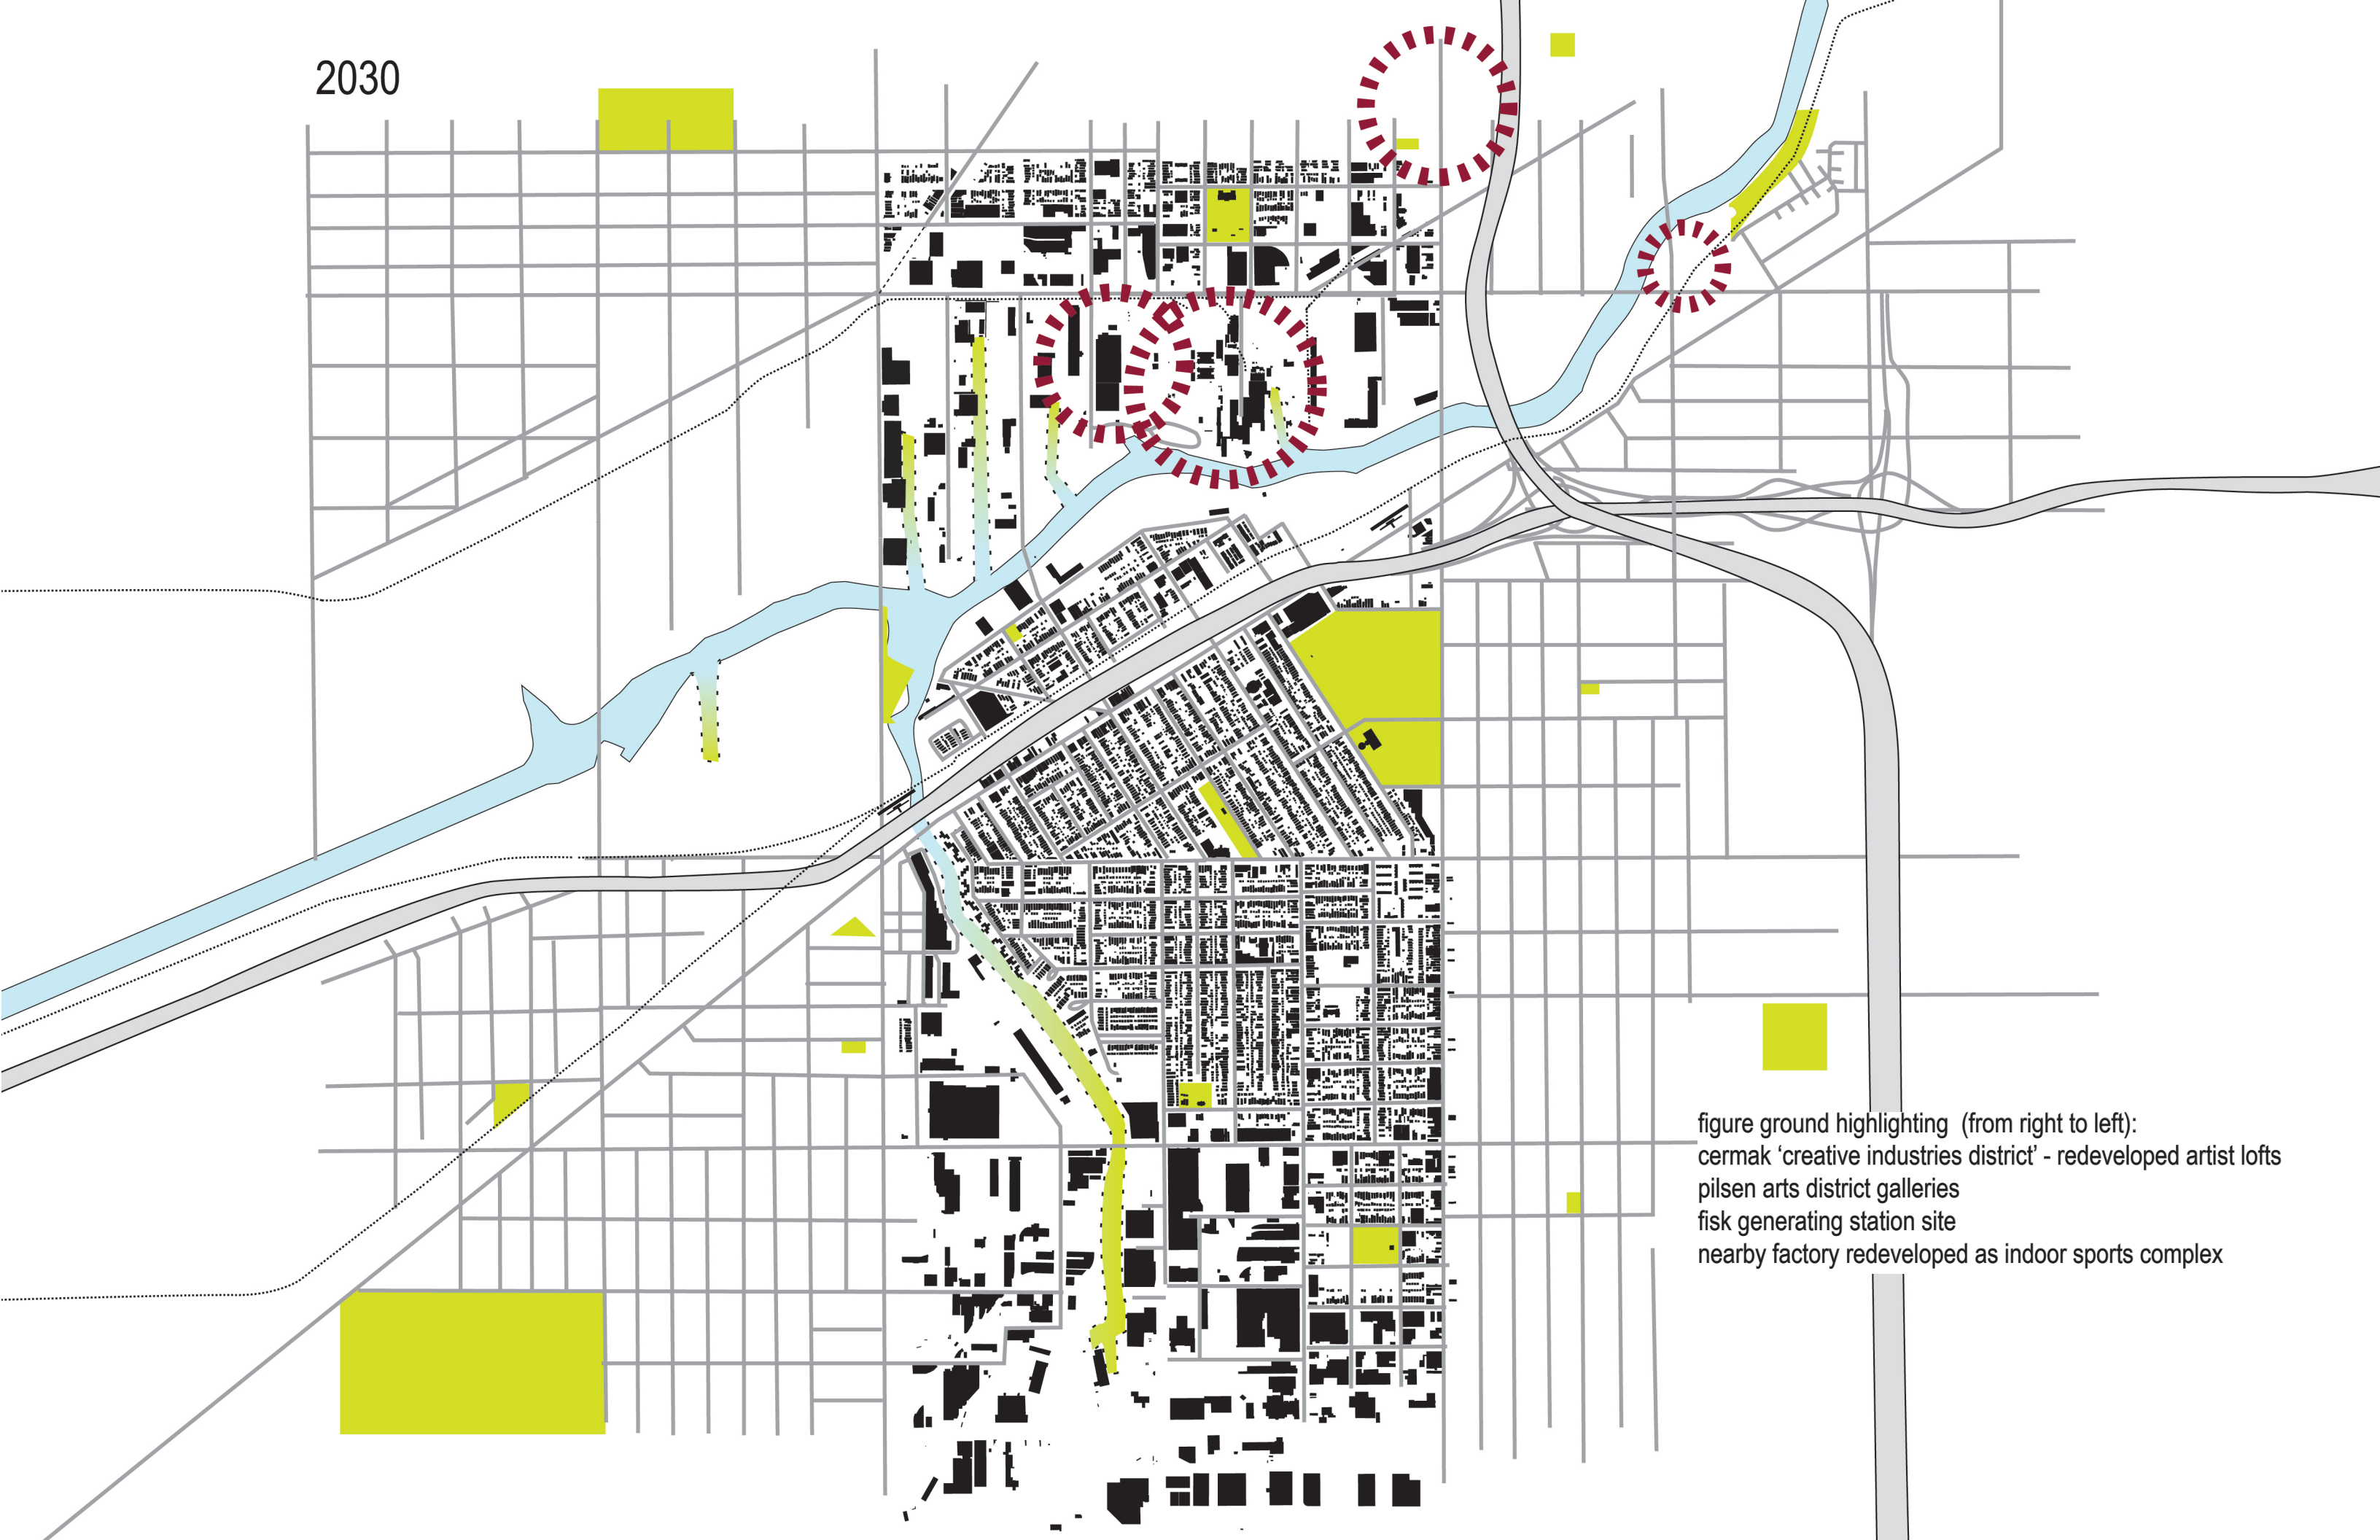 2030
figure ground highlighting (from right to left):
cermak ‘creative industries district’ - redeveloped artist lofts
pilsen arts district galleries
fisk generating station site
nearby factory redeveloped as indoor sports complex